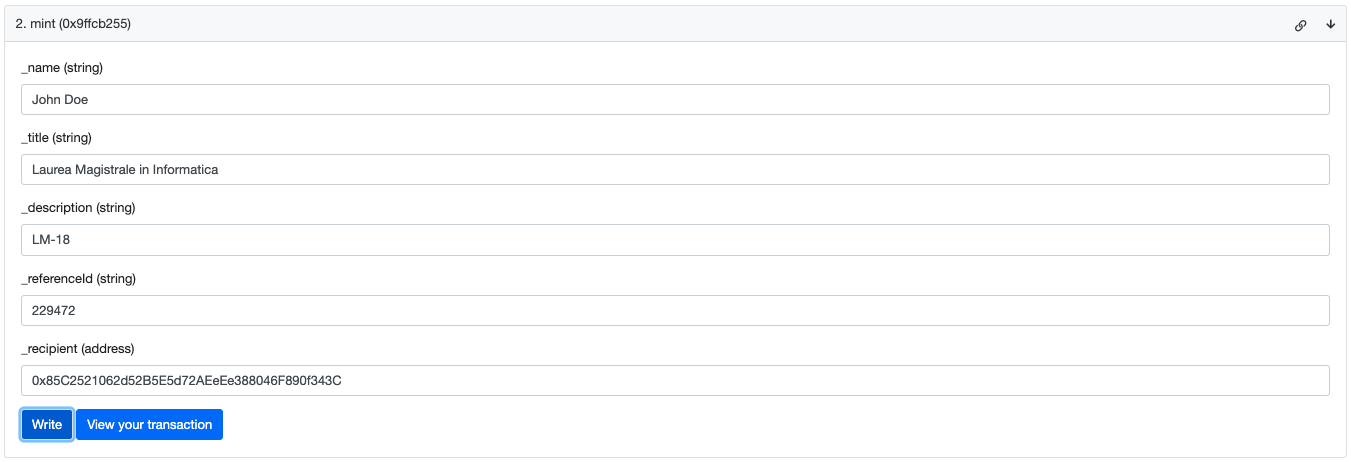 2. mint (0x9ffcb255)
_name (string)
John Doe
_title (string)
Laurea Magistrale in Informatica
_description (string)
LM-18
_referenceId (string)
229472
_recipient (address)
0x85C2521062d52B5E5d72AEeEe388046F890f343C
Write View your transaction